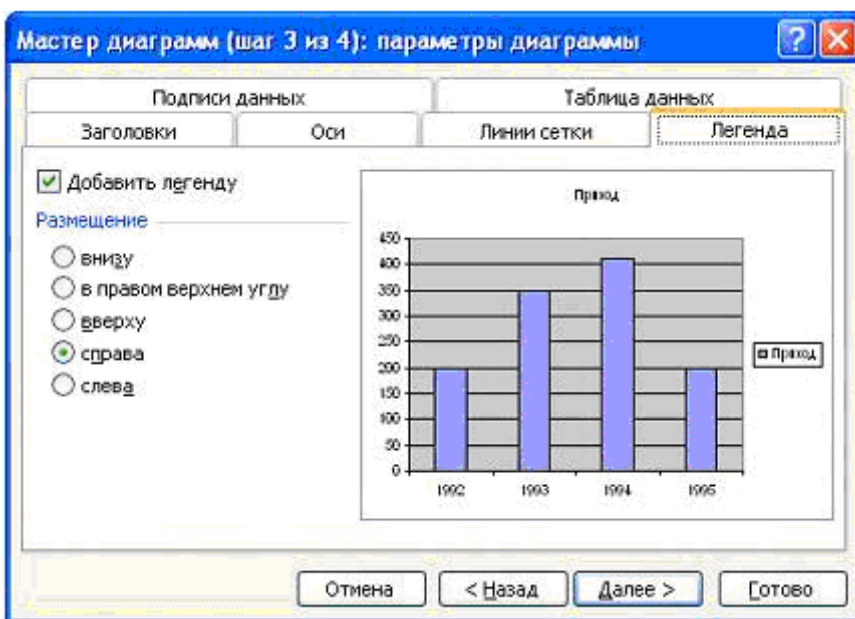 Мастер диаграмм (шаг 3 из 4): параметры диаграммы
Подписи данных Таблица данных
Заголовки Оси Линии сетки Легенда
Добавить легенду
Размещение
внизу
в правом верхнем углу
вверху
справа
слева
Приход
450
400
350
300
250
200
150
100
50
0
1992 1993 1994 1995
Приход
Отмена < Назад Далее > Готово